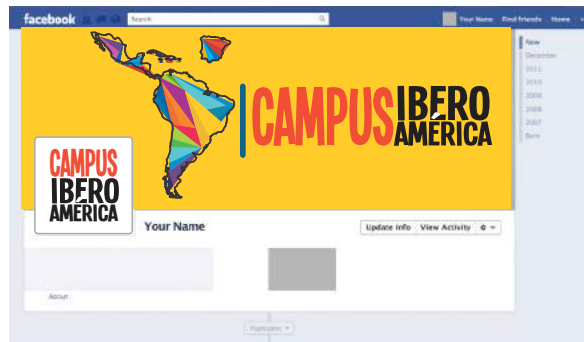 facebook
Search
Your Name Find friends Home
Now
December
2011
2010
2009
2008
2007
Born
CAMPUS IBERO
AMÉRICA
CAMPUS
IBERO
AMÉRICA
Your Name
Update info View Activity
About
Highlights